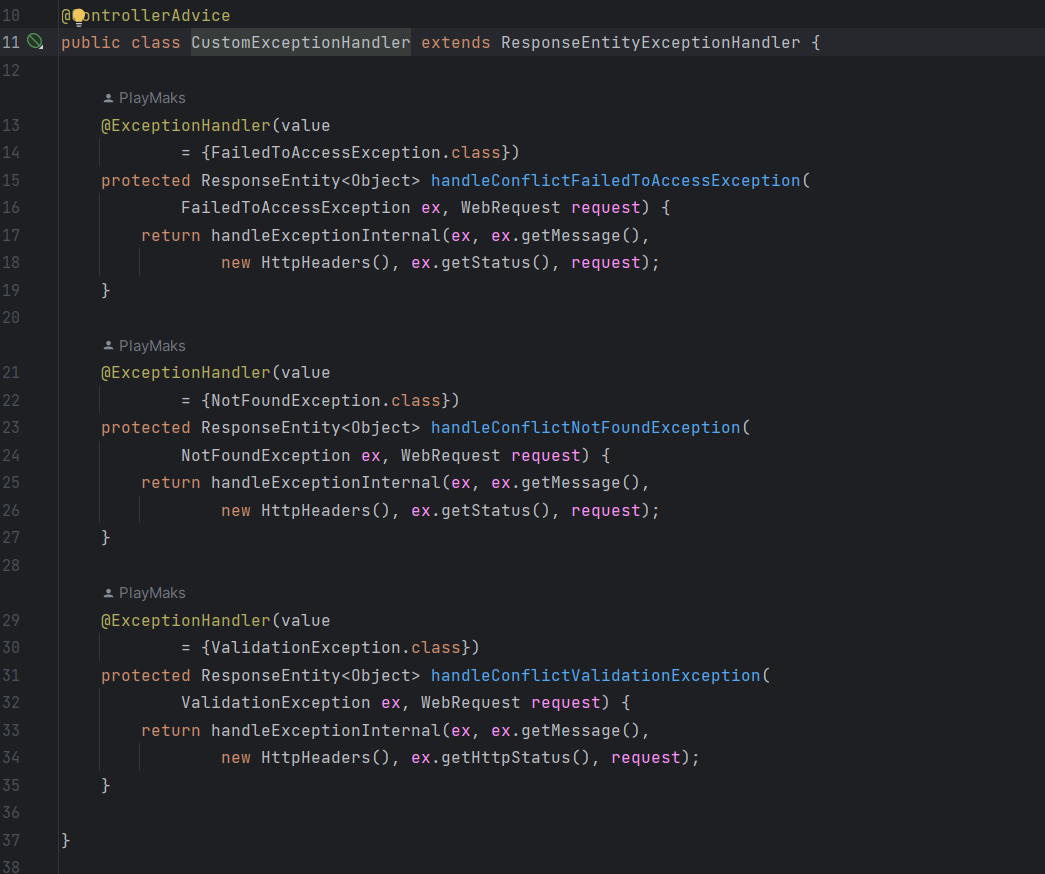 10 @ControllerAdvice
11 public class CustomExceptionHandler extends ResponseEntityExceptionHandler {
12
PlayMaks
13     @ExceptionHandler(value
14             = {FailedToAccessException.class})
15     protected ResponseEntity<Object> handleConflictFailedToAccessException(
16             FailedToAccessException ex, WebRequest request) {
17         return handleExceptionInternal(ex, ex.getMessage(),
18                 new HttpHeaders(), ex.getStatus(), request);
19     }
20
PlayMaks
21     @ExceptionHandler(value
22             = {NotFoundException.class})
23     protected ResponseEntity<Object> handleConflictNotFoundException(
24             NotFoundException ex, WebRequest request) {
25         return handleExceptionInternal(ex, ex.getMessage(),
26                 new HttpHeaders(), ex.getStatus(), request);
27     }
28
PlayMaks
29     @ExceptionHandler(value
30             = {ValidationException.class})
31     protected ResponseEntity<Object> handleConflictValidationException(
32             ValidationException ex, WebRequest request) {
33         return handleExceptionInternal(ex, ex.getMessage(),
34                 new HttpHeaders(), ex.getHttpStatus(), request);
35     }
36
37 }
38